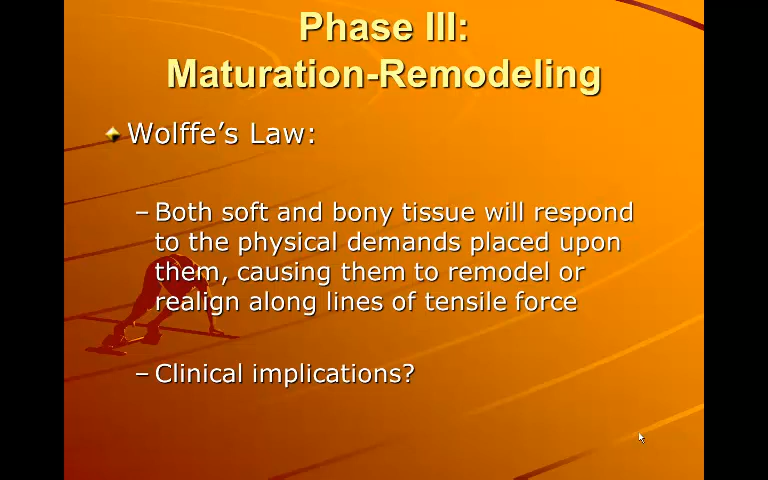 Phase III:
Maturation-Remodeling
Wolffe’s Law:
– Both soft and bony tissue will respond
to the physical demands placed upon
them, causing them to remodel or
realign along lines of tensile force
– Clinical implications?